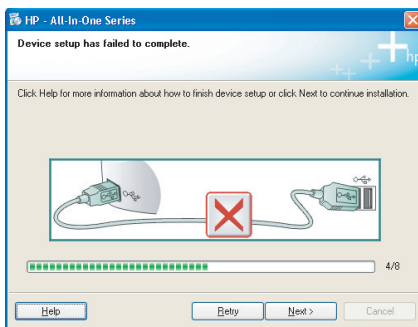 HP - All-In-One Series
Device setup has failed to complete.
hp
Click Help for more information about how to finish device setup or click Next to continue installation.
4/8
Help
Retry
Next >
Cancel